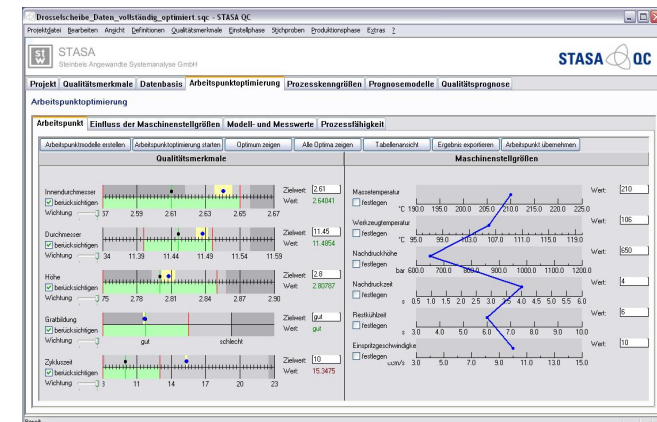 Drosselscheibe_Daten_vollständig_optimiert.sqc - STASA QC
Projektdatei Bearbeiten Ansicht Definitionen Qualitätsmerkmale Einstellphase Stichproben Produktionsphase Extras ?
STASA
Steinbeis Angewandte Systemanalyse GmbH
STASA QC
Projekt Qualitätsmerkmale Datenbasis Arbeitspunktoptimierung Prozesskenngrößen Prognosemodelle Qualitätsprognose
Arbeitspunktoptimierung
Arbeitspunkt Einfluss der Maschinenstellgrößen Modell- und Messwerte Prozessfähigkeit
Arbeitspunktmodelle erstellen Arbeitspunktoptimierung starten Optimum zeigen Alle Optima zeigen Tabellenansicht Ergebnis exportieren Arbeitspunkt übernehmen
Qualitätsmerkmale
Innendurchmesser Zielwert: 2.61
berücksichtigen Wert: 2.64041
Wichtung 57 2.59 2.61 2.63 2.65 2.67
Durchmesser Zielwert: 11.45
berücksichtigen Wert: 11.4854
Wichtung 34 11.39 11.44 11.49 11.54 11.59
Höhe Zielwert: 2.8
berücksichtigen Wert: 2.80787
Wichtung 75 2.78 2.81 2.84 2.87 2.90
Gratbildung Zielwert: gut
berücksichtigen Wert: gut
Wichtung gut schlecht
Zykluszeit Zielwert: 10
berücksichtigen Wert: 15.3475
Wichtung 11 14 17 20 23
Maschinenstellgrößen
Massetemperatur Wert: 210
festlegen
°C 190.0 195.0 200.0 205.0 210.0 215.0 220.0 225.0
Werkzeugtemperatur Wert: 106
festlegen
°C 95.0 99.0 103.0 107.0 111.0 115.0 119.0
Nachdruckhöhe Wert: 650
festlegen
bar 600.0 700.0 800.0 900.0 1000.0 1100.0 1200.0
Nachdruckzeit Wert: 4
festlegen
s 0.5 1.0 1.5 2.0 2.5 3.0 3.5 4.0 4.5 5.0 5.5 6.0
Restkühlzeit Wert: 6
festlegen
s 3.0 4.0 5.0 6.0 7.0 8.0 9.0 10.0
Einspritzgeschwindigke Wert: 10
festlegen
ccm/s 3.0 5.0 7.0 9.0 11.0 13.0 15.0
Bereit